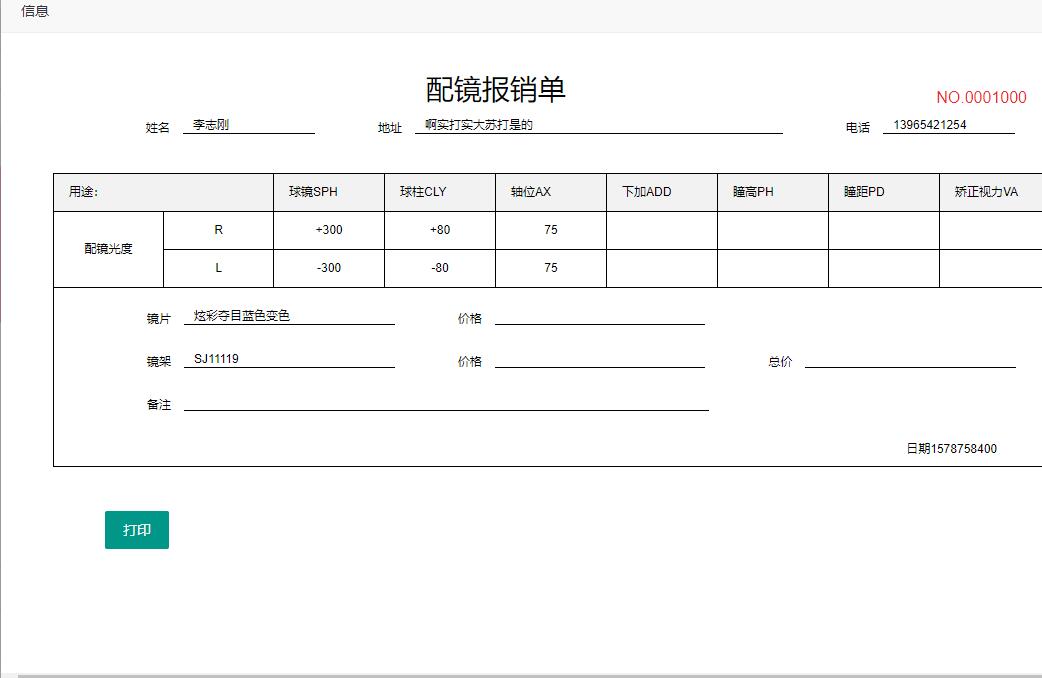 信息
配镜报销单
NO.0001000
姓名 李志刚 地址 啊实打实大苏打是的 电话 13965421254
用途: 球镜SPH 球柱CLY 轴位AX 下加ADD 瞳高PH 瞳距PD 矫正视力VA
配镜光度
R +300 +80 75
L -300 -80 75
镜片 炫彩夺目蓝色变色 价格
镜架 SJ11119 价格 总价
备注
日期1578758400
打印